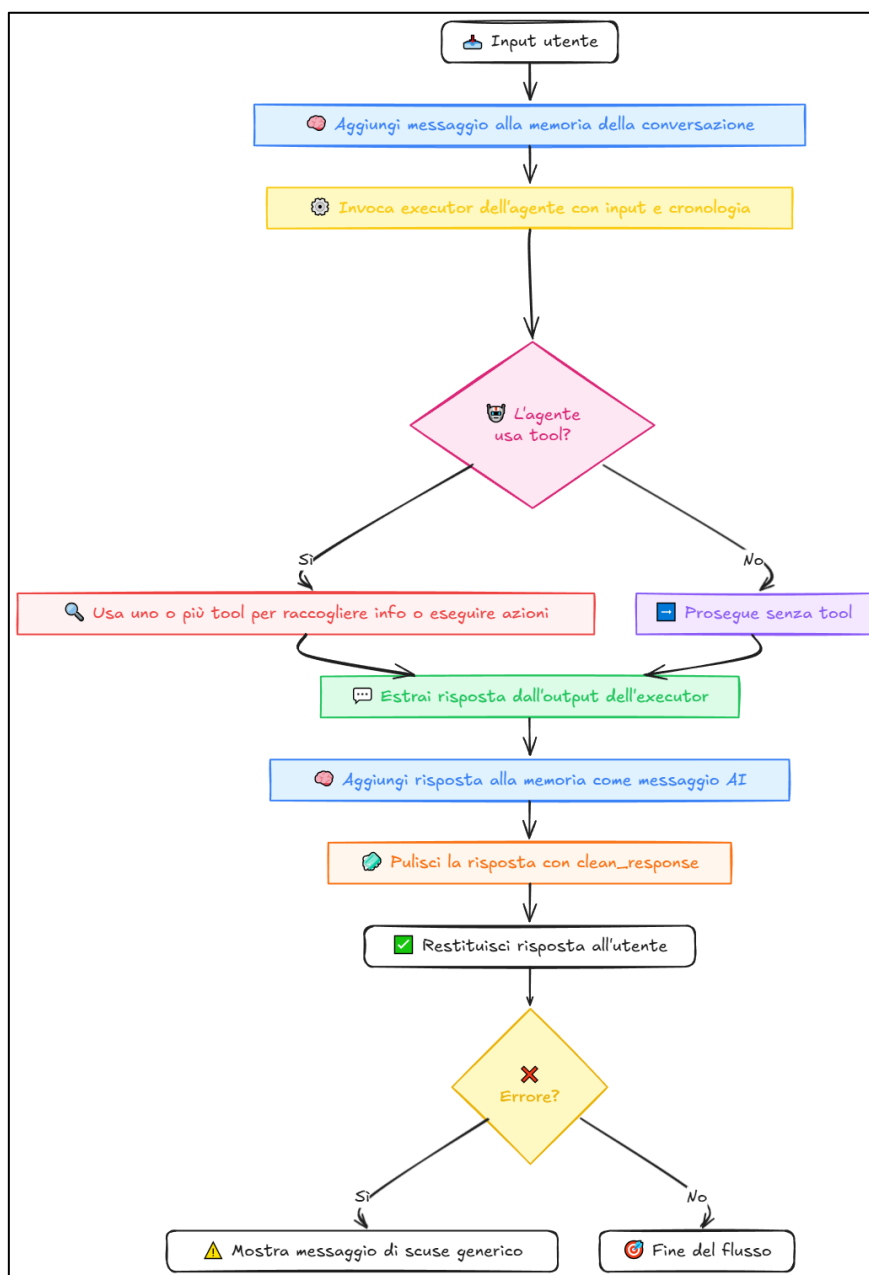 Input utente
Aggiungi messaggio alla memoria della conversazione
Invoca executor dell'agente con input e cronologia
L'agente
usa tool?
Sì
No
Usa uno o più tool per raccogliere info o eseguire azioni
Prosegue senza tool
Estrai risposta dall'output dell'executor
Aggiungi risposta alla memoria come messaggio AI
Pulisci la risposta con clean_response
Restituisci risposta all'utente
Errore?
Sì
No
Mostra messaggio di scuse generico
Fine del flusso